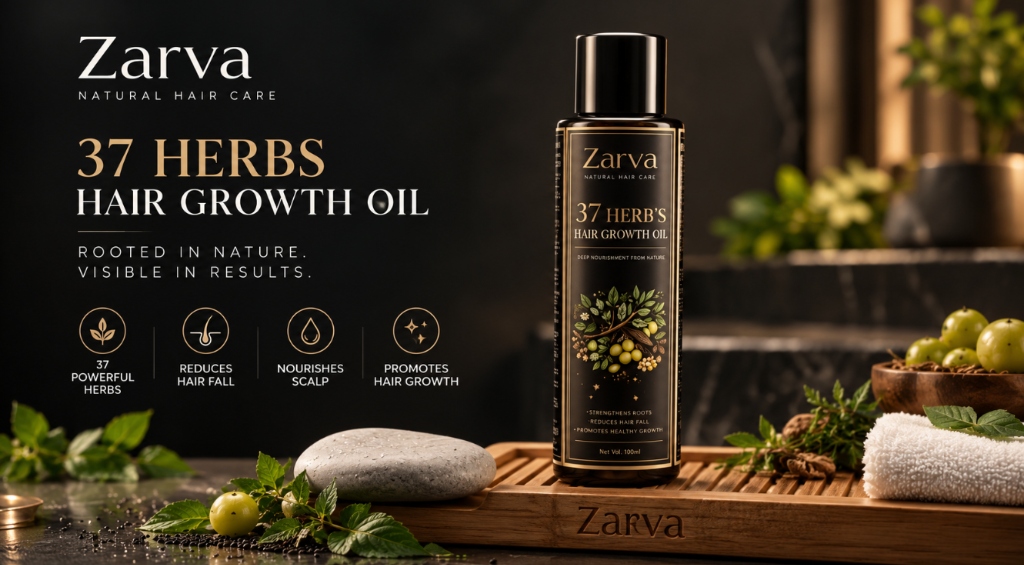 Zarva
NATURAL HAIR CARE
37 HERBS
HAIR GROWTH OIL
ROOTED IN NATURE.
VISIBLE IN RESULTS.
37
POWERFUL
HERBS
REDUCES
HAIR FALL
NOURISHES
SCALP
PROMOTES
HAIR GROWTH
Zarva
NATURAL HAIR CARE
37 HERB'S
HAIR GROWTH OIL
DEEP NOURISHMENT FROM NATURE
•STRENGTHENS ROOTS
REDUCES HAIR FALL
•PROMOTES HEALTHY GROWTH
Net Vol. 100ml
Zarva